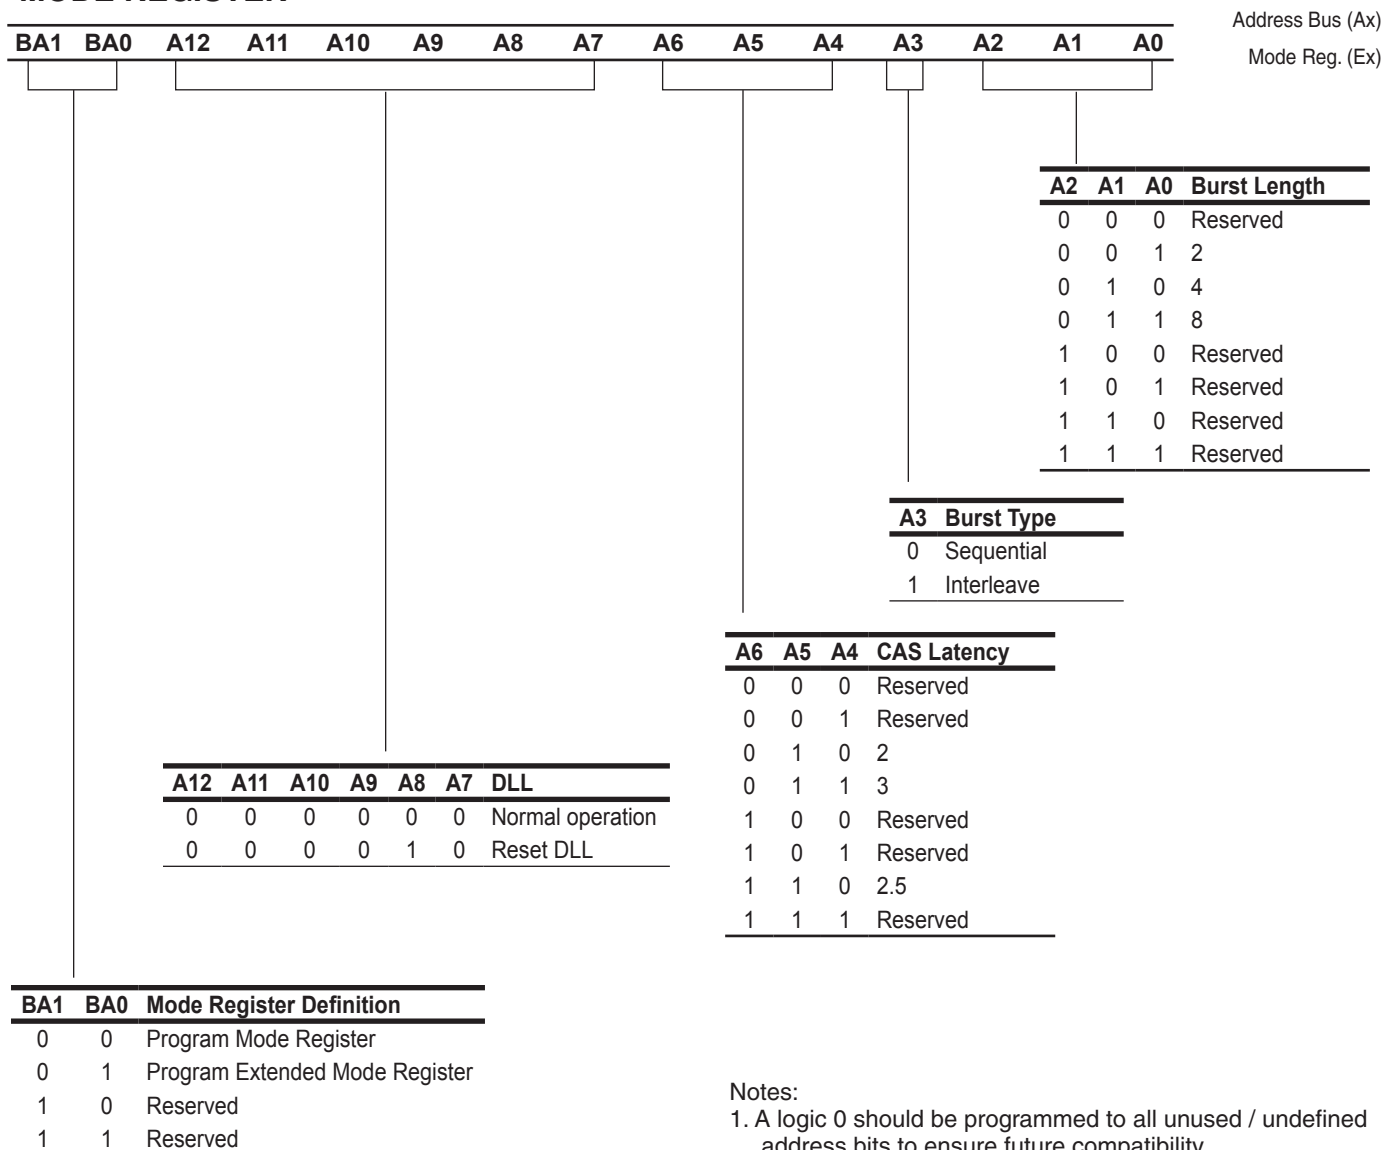 MODE REGISTER
Address Bus (Ax)
BA1 BA0 A12 A11 A10 A9 A8 A7 A6 A5 A4 A3 A2 A1 A0
Mode Reg. (Ex)
A2 A1 A0 Burst Length
0 0 0 Reserved
0 0 1 2
0 1 0 4
0 1 1 8
1 0 0 Reserved
1 0 1 Reserved
1 1 0 Reserved
1 1 1 Reserved
A3 Burst Type
0 Sequential
1 Interleave
A6 A5 A4 CAS Latency
0 0 0 Reserved
0 0 1 Reserved
0 1 0 2
0 1 1 3
1 0 0 Reserved
1 0 1 Reserved
1 1 0 2.5
1 1 1 Reserved
A12 A11 A10 A9 A8 A7 DLL
0 0 0 0 0 0 Normal operation
0 0 0 0 1 0 Reset DLL
BA1 BA0 Mode Register Definition
0 0 Program Mode Register
0 1 Program Extended Mode Register
1 0 Reserved
1 1 Reserved
Notes:
1. A logic 0 should be programmed to all unused / undefined
address bits to ensure future compatibility